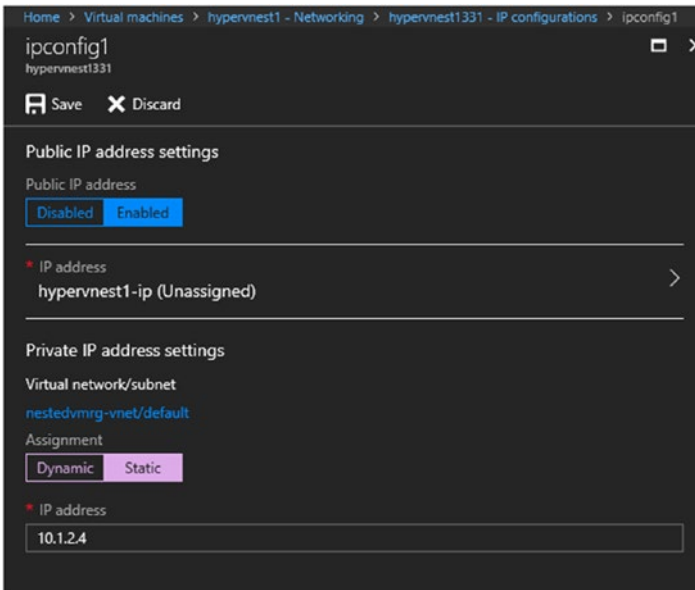 Home > Virtual machines > hypervnest1 - Networking > hypervnest1331 - IP configurations > ipconfig1
ipconfig1
hypervnest1331
Save Discard
Public IP address settings
Public IP address
Disabled Enabled
* IP address
hypervnest1-ip (Unassigned)
Private IP address settings
Virtual network/subnet
nestedvmrg-vnet/default
Assignment
Dynamic Static
* IP address
10.1.2.4